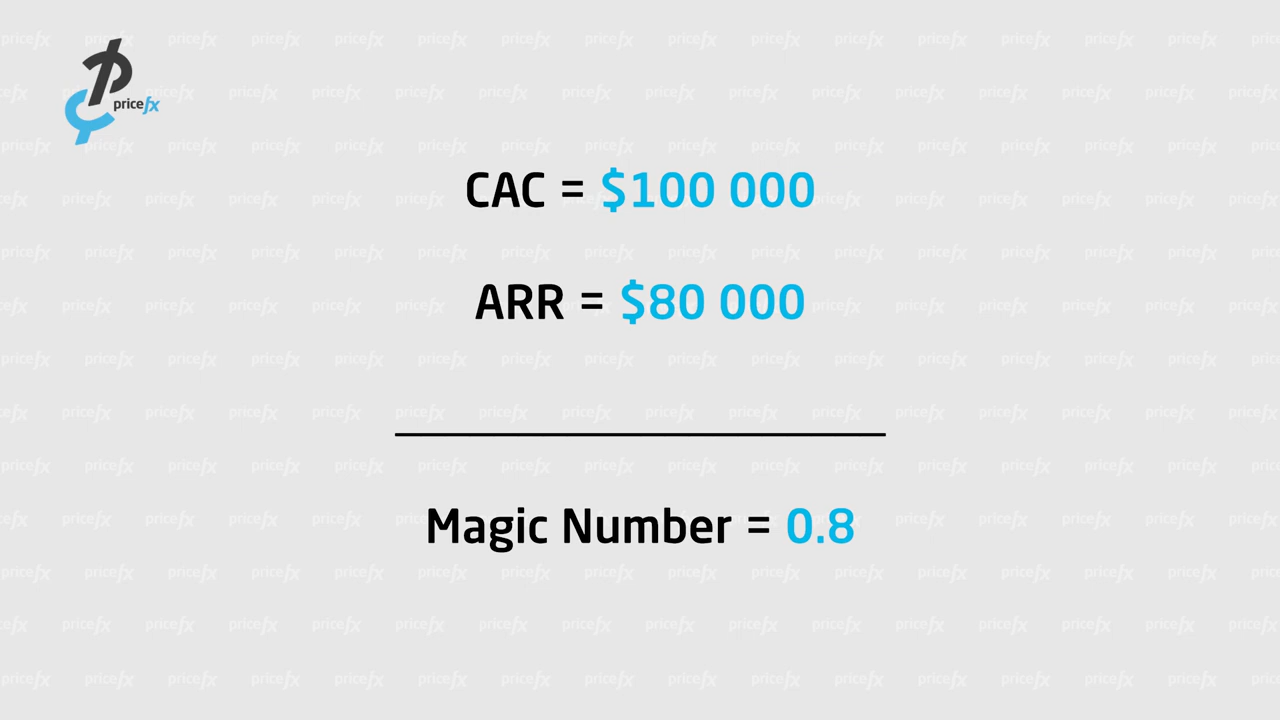 pricefx
CAC = $100 000
ARR = $80 000
Magic Number = 0.8